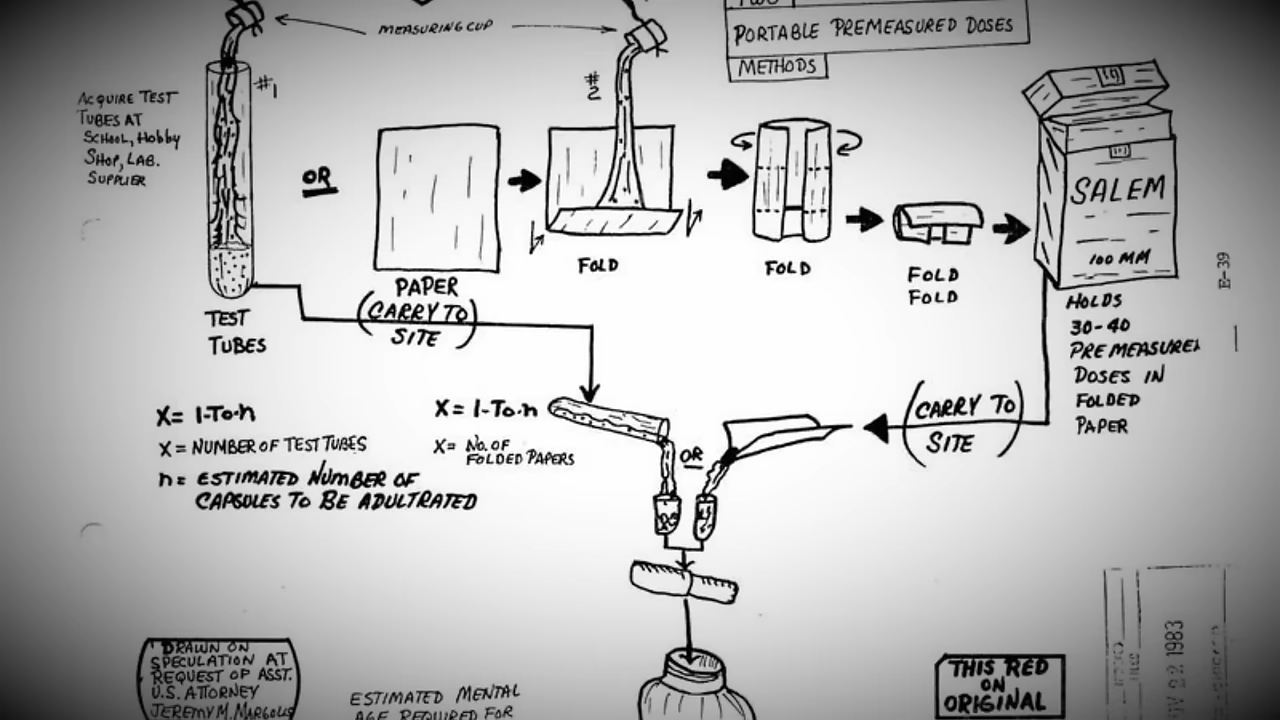 MEASURING CUP
PORTABLE PREMEASURED DOSES
METHODS
#1
#2
ACQUIRE TEST
TUBES AT
SCHOOL, HOBBY
SHOP, LAB.
SUPPLIER
OR
SALEM
100 MM
FOLD
FOLD
FOLD
FOLD
E-39
PAPER
(CARRY TO
SITE)
TEST
TUBES
HOLDS
30-40
PREMEASURED
DOSES IN
FOLDED
PAPER
(CARRY TO
SITE)
X= 1-TO-n
X= NUMBER OF TEST TUBES
n= ESTIMATED NUMBER OF
CAPSULES TO BE ADULTRATED
X= 1-TO-n
X= NO. OF
FOLDED PAPERS
OR
DRAWN ON
SPECULATION AT
REQUEST OF ASST.
U.S. ATTORNEY
JEREMY M. MARGOLIS
ESTIMATED MENTAL
AGE REQUIRED FOR
THIS RED
ON
ORIGINAL
22 1983